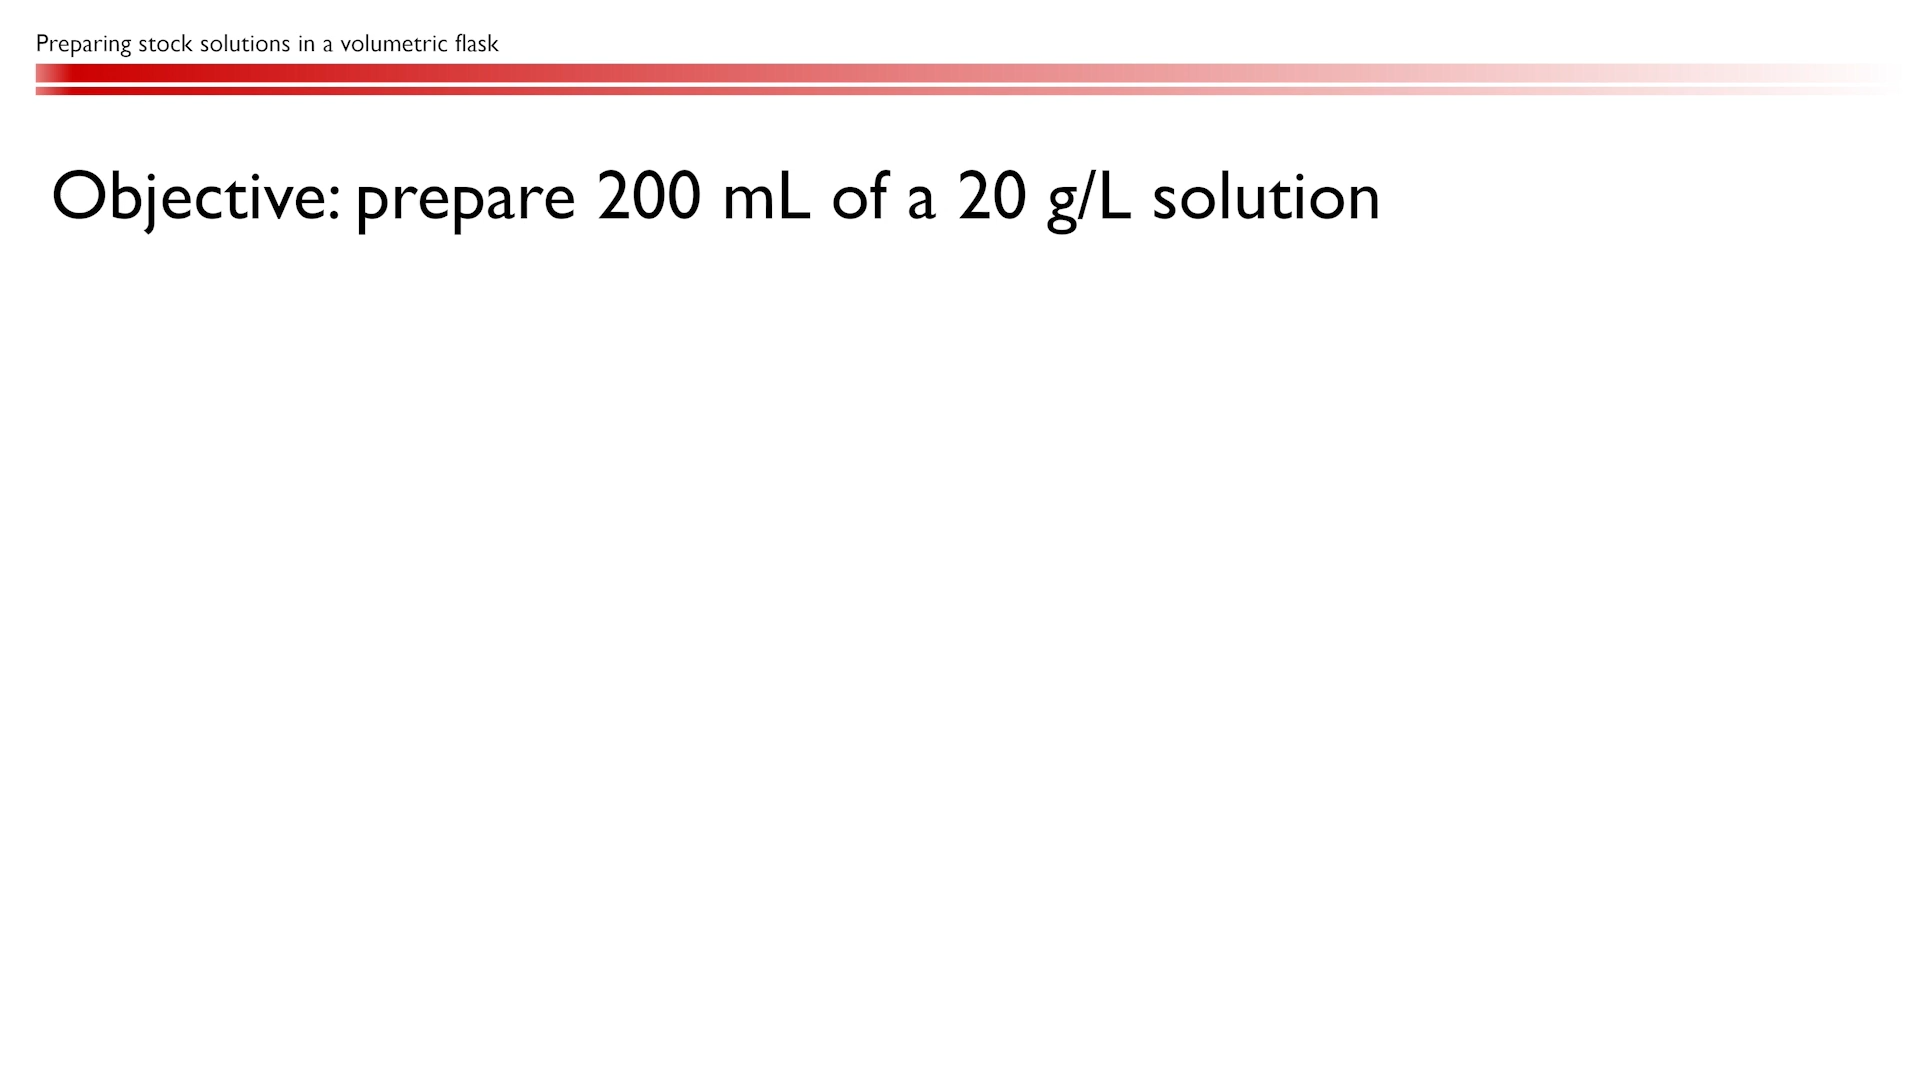 Preparing stock solutions in a volumetric flask
Objective: prepare 200 mL of a 20 g/L solution